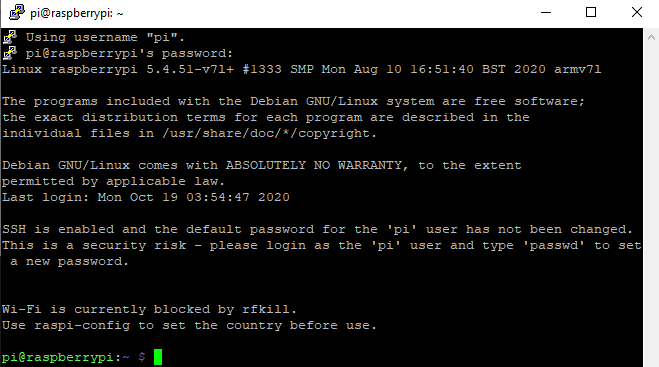 pi@raspberrypi: ~
Using username "pi".
pi@raspberrypi's password:
Linux raspberrypi 5.4.51-v7l+ #1333 SMP Mon Aug 10 16:51:40 BST 2020 armv7l
The programs included with the Debian GNU/Linux system are free software;
the exact distribution terms for each program are described in the
individual files in /usr/share/doc/*/copyright.
Debian GNU/Linux comes with ABSOLUTELY NO WARRANTY, to the extent
permitted by applicable law.
Last login: Mon Oct 19 03:54:47 2020
SSH is enabled and the default password for the 'pi' user has not been changed.
This is a security risk - please login as the 'pi' user and type 'passwd' to set
a new password.
Wi-Fi is currently blocked by rfkill.
Use raspi-config to set the country before use.
pi@raspberrypi:~ $